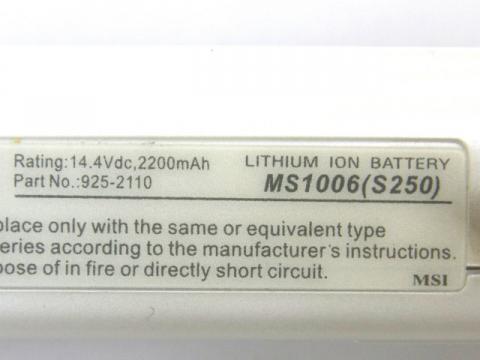 Rating:14.4Vdc,2200mAh
Part No.:925-2110
LITHIUM ION BATTERY
MS1006(S250)
place only with the same or equivalent type
eries according to the manufacturer's instructions.
pose of in fire or directly short circuit.
MSI